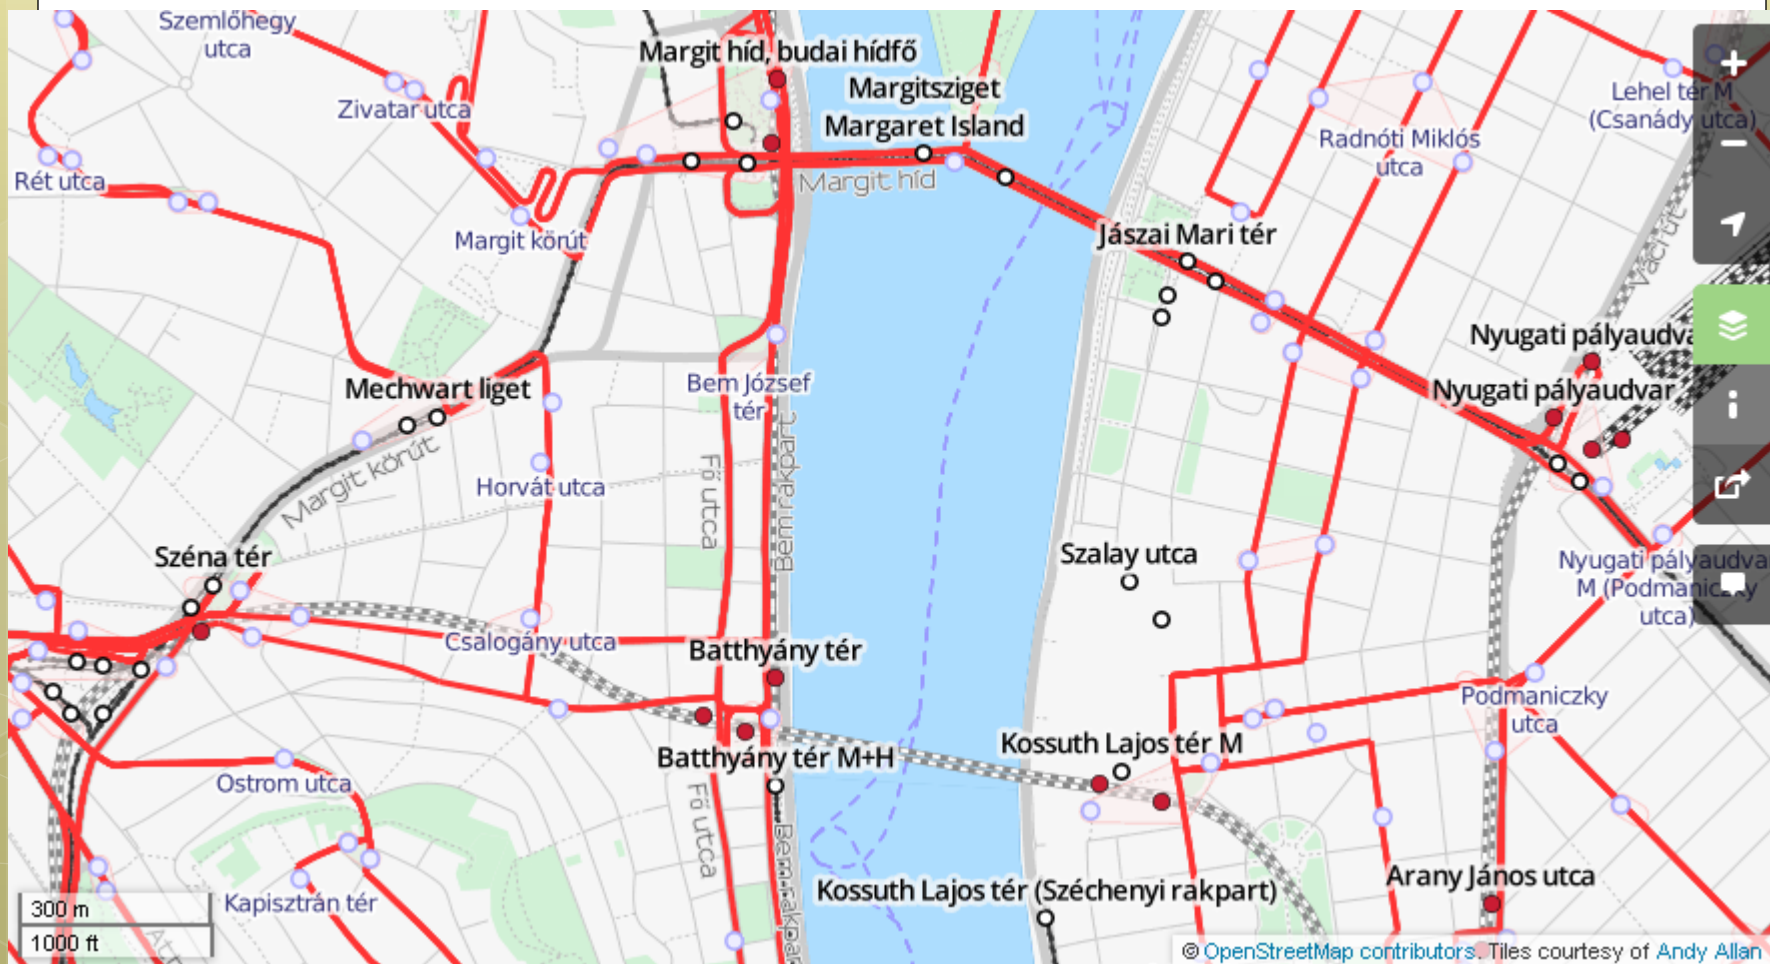 Szemlőhegy
utca
Margit híd, budai hídfő
Margitsziget
Margaret Island
Zivatar utca
Lehel tér M
(Csanády utca)
Radnóti Miklós
utca
Rét utca
Margit híd
Margit körút
Jászai Mari tér
Váci út
Nyugati pályaudva
Nyugati pályaudvar
Mechwart liget
Bem József
tér
Margit körút
Horvát utca
Fő utca
Bem rakpart
Széna tér
Szalay utca
Nyugati pályaudva
M (Podmaniczky
utca)
Csalogány utca
Batthyány tér
Podmaniczky
utca
Kossuth Lajos tér M
Batthyány tér M+H
Ostrom utca
Fő utca
Bem rakpar
Arany János utca
Kossuth Lajos tér (Széchenyi rakpart)
Kapisztrán tér
300 m
1000 ft
© OpenStreetMap contributors. Tiles courtesy of Andy Allan